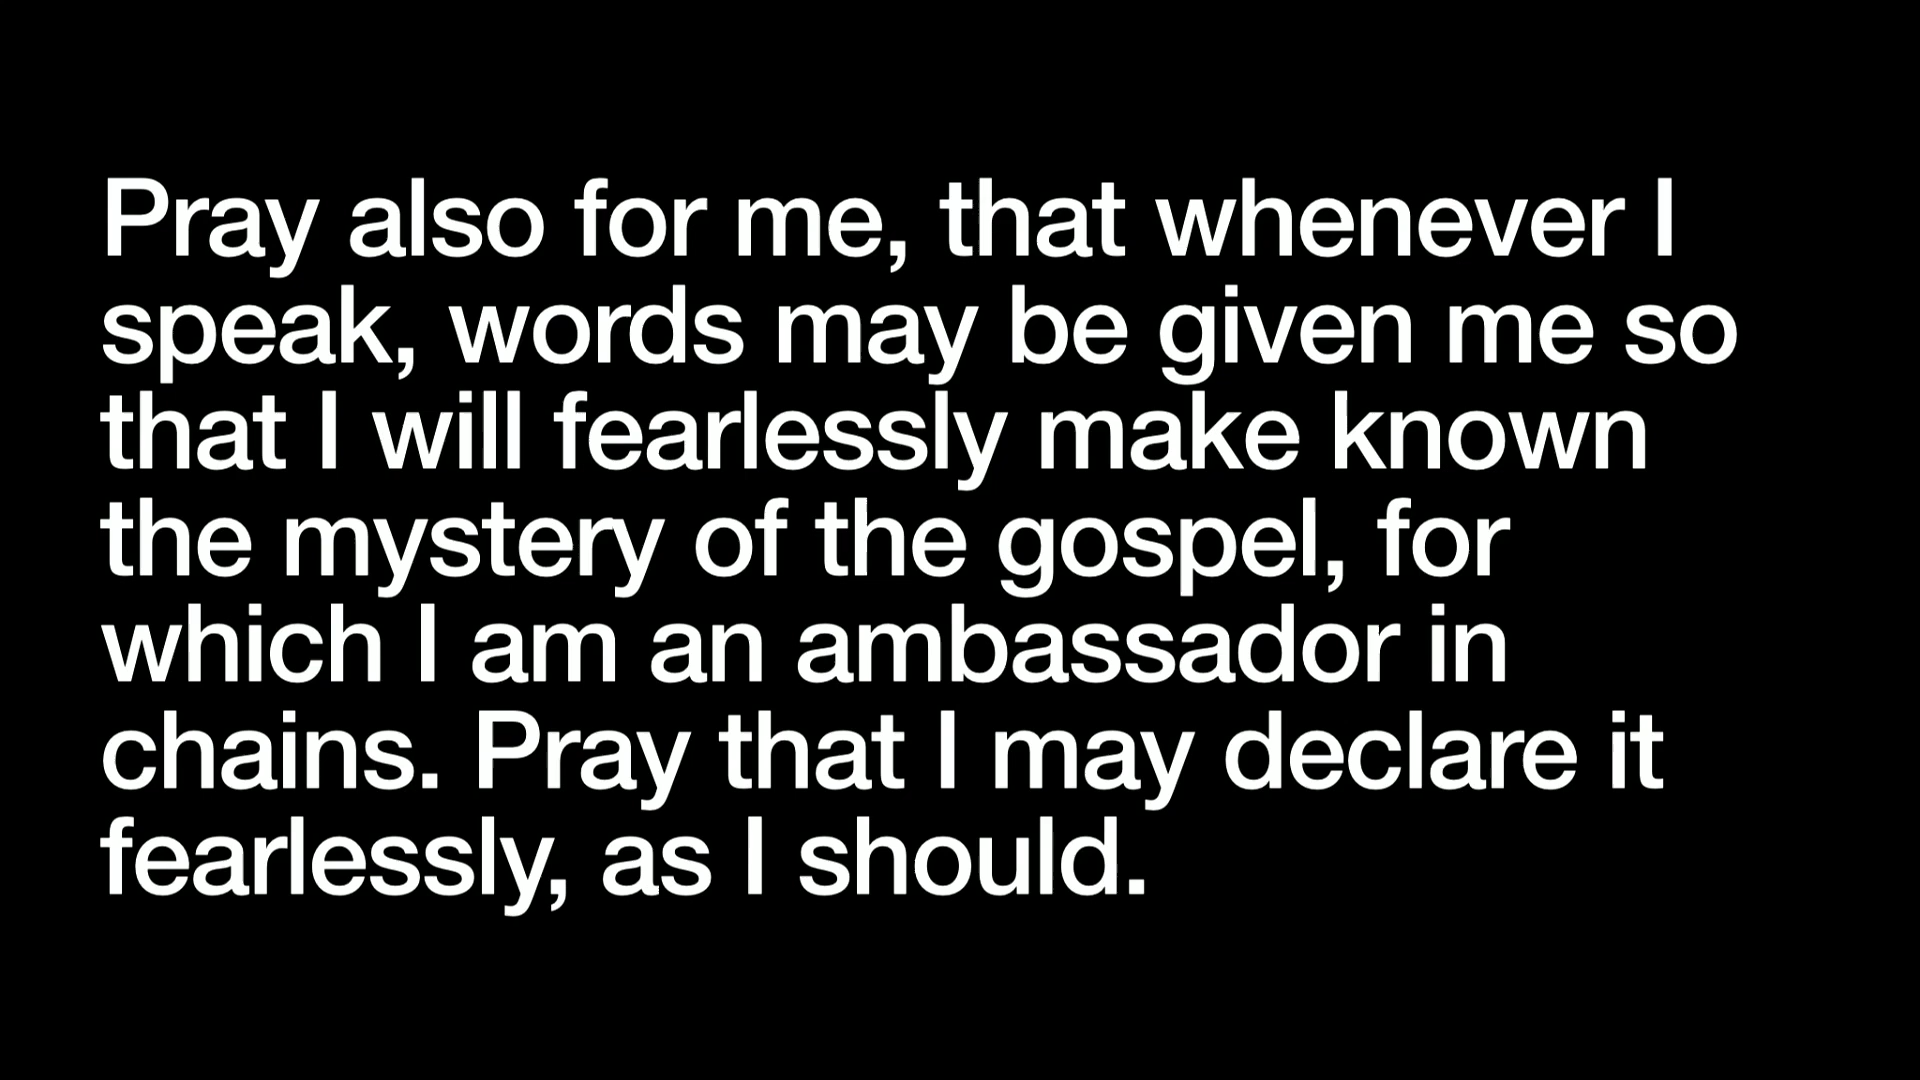 Pray also for me, that whenever I
speak, words may be given me so
that I will fearlessly make known
the mystery of the gospel, for
which I am an ambassador in
chains. Pray that I may declare it
fearlessly, as I should.